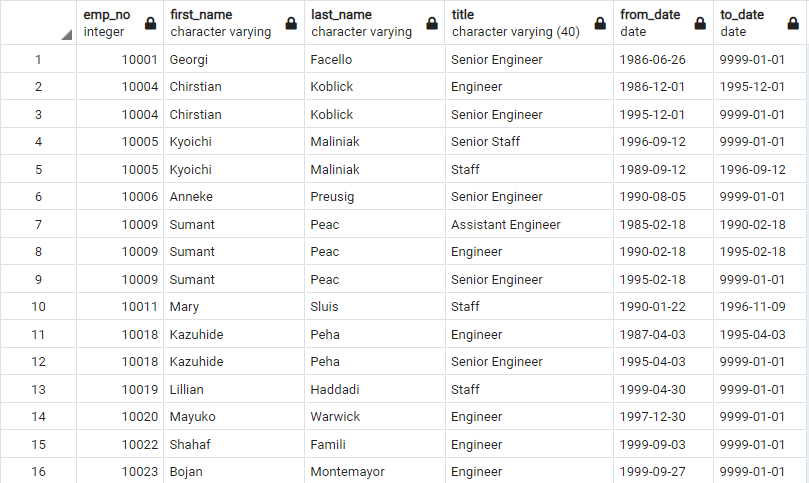 emp_no first_name last_name title from_date to_date
integer character varying character varying character varying (40) date date
1 10001 Georgi Facello Senior Engineer 1986-06-26 9999-01-01
2 10004 Chirstian Koblick Engineer 1986-12-01 1995-12-01
3 10004 Chirstian Koblick Senior Engineer 1995-12-01 9999-01-01
4 10005 Kyoichi Maliniak Senior Staff 1996-09-12 9999-01-01
5 10005 Kyoichi Maliniak Staff 1989-09-12 1996-09-12
6 10006 Anneke Preusig Senior Engineer 1990-08-05 9999-01-01
7 10009 Sumant Peac Assistant Engineer 1985-02-18 1990-02-18
8 10009 Sumant Peac Engineer 1990-02-18 1995-02-18
9 10009 Sumant Peac Senior Engineer 1995-02-18 9999-01-01
10 10011 Mary Sluis Staff 1990-01-22 1996-11-09
11 10018 Kazuhide Peha Engineer 1987-04-03 1995-04-03
12 10018 Kazuhide Peha Senior Engineer 1995-04-03 9999-01-01
13 10019 Lillian Haddadi Staff 1999-04-30 9999-01-01
14 10020 Mayuko Warwick Engineer 1997-12-30 9999-01-01
15 10022 Shahaf Famili Engineer 1999-09-03 9999-01-01
16 10023 Bojan Montemayor Engineer 1999-09-27 9999-01-01